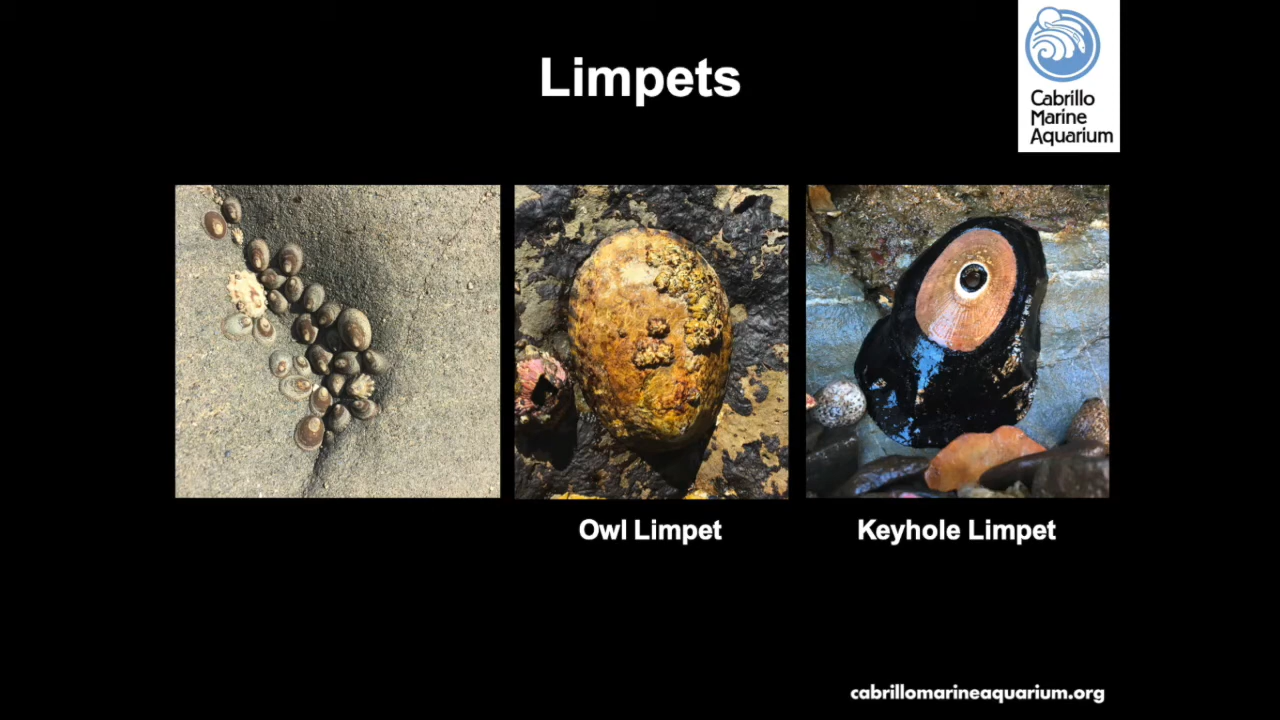 Limpets
Cabrillo
Marine
Aquarium
Owl Limpet
Keyhole Limpet
cabrillomarineaquarium.org